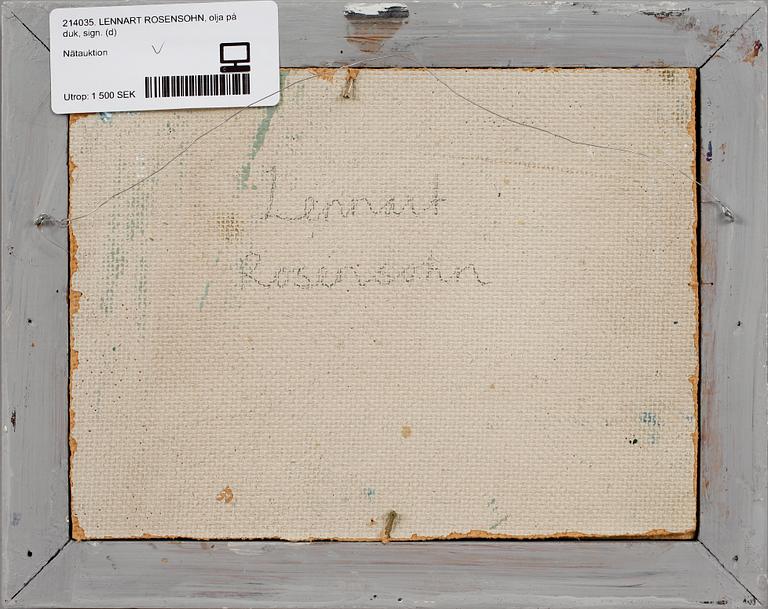 214035. LENNART ROSENSOHN, olja på
duk, sign. (d)
Nätauktion
Utrop: 1 500 SEK
Lennart
Rosensohn